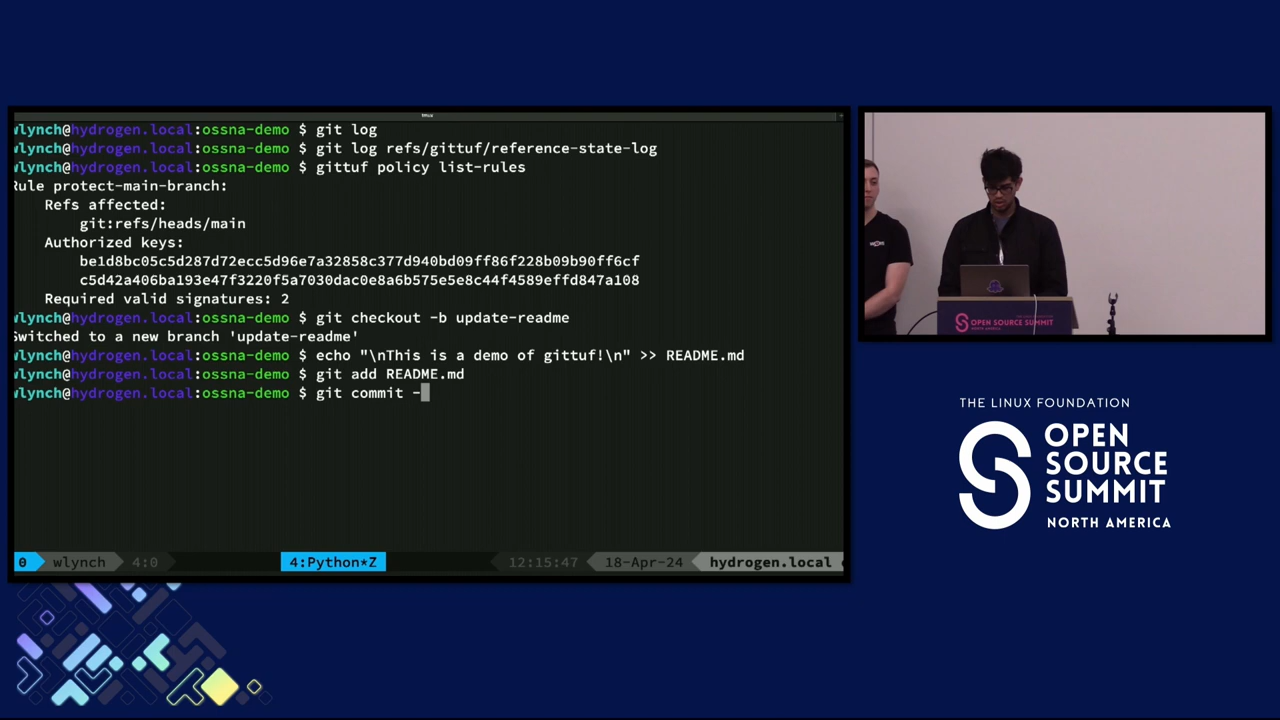 tmux
wlynch@hydrogen.local:ossna-demo $ git log
wlynch@hydrogen.local:ossna-demo $ git log refs/gittuf/reference-state-log
wlynch@hydrogen.local:ossna-demo $ gittuf policy list-rules
Rule protect-main-branch:
Refs affected:
git:refs/heads/main
Authorized keys:
be1d8bc05c5d287d72ecc5d96e7a32858c377d940bd09ff86f228b09b90ff6cf
c5d42a406ba193e47f3220f5a7030dac0e8a6b575e5e8c44f4589effd847a108
Required valid signatures: 2
wlynch@hydrogen.local:ossna-demo $ git checkout -b update-readme
Switched to a new branch 'update-readme'
wlynch@hydrogen.local:ossna-demo $ echo "\nThis is a demo of gittuf!\n" >> README.md
wlynch@hydrogen.local:ossna-demo $ git add README.md
wlynch@hydrogen.local:ossna-demo $ git commit -
0 wlynch 4:0 4:Python*Z 12:15:47 18-Apr-24 hydrogen.local
OPEN SOURCE SUMMIT
NORTH AMERICA
THE LINUX FOUNDATION
OPEN
SOURCE
SUMMIT
NORTH AMERICA